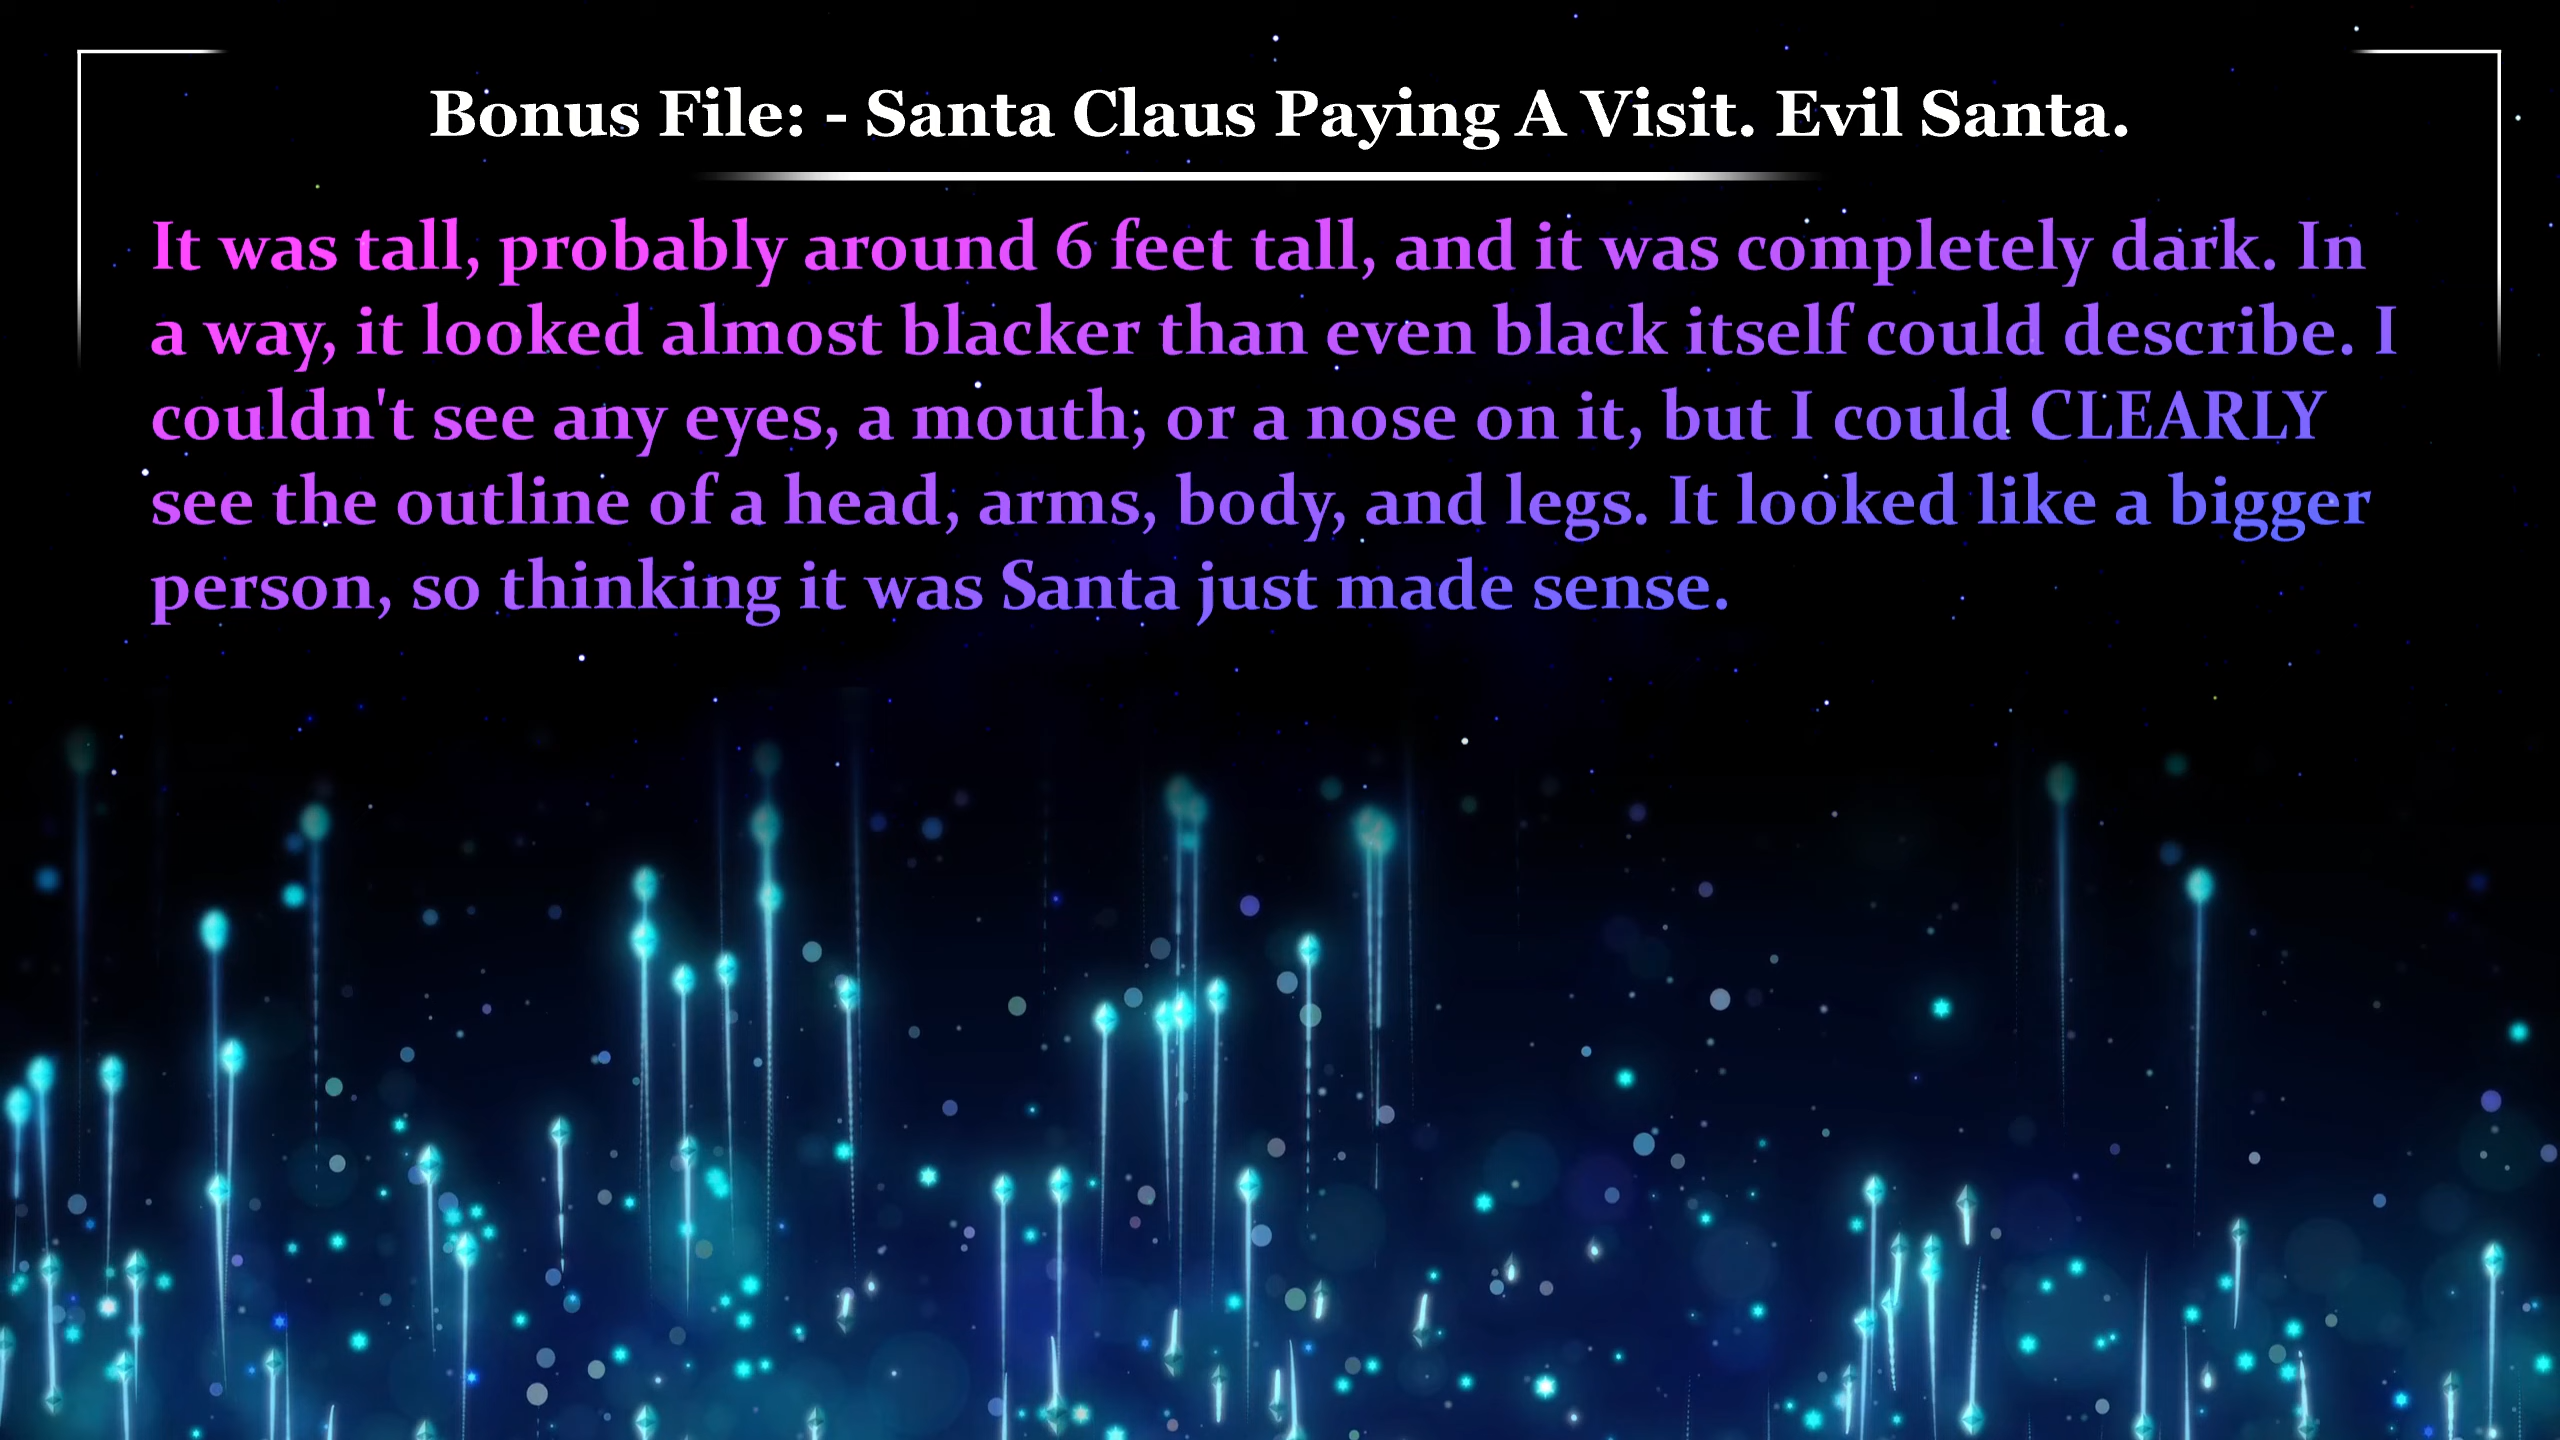 Bonus File: - Santa Claus Paying A Visit. Evil Santa.
It was tall, probably around 6 feet tall, and it was completely dark. In
a way, it looked almost blacker than even black itself could describe. I
couldn't see any eyes, a mouth, or a nose on it, but I could CLEARLY
see the outline of a head, arms, body, and legs. It looked like a bigger
person, so thinking it was Santa just made sense.